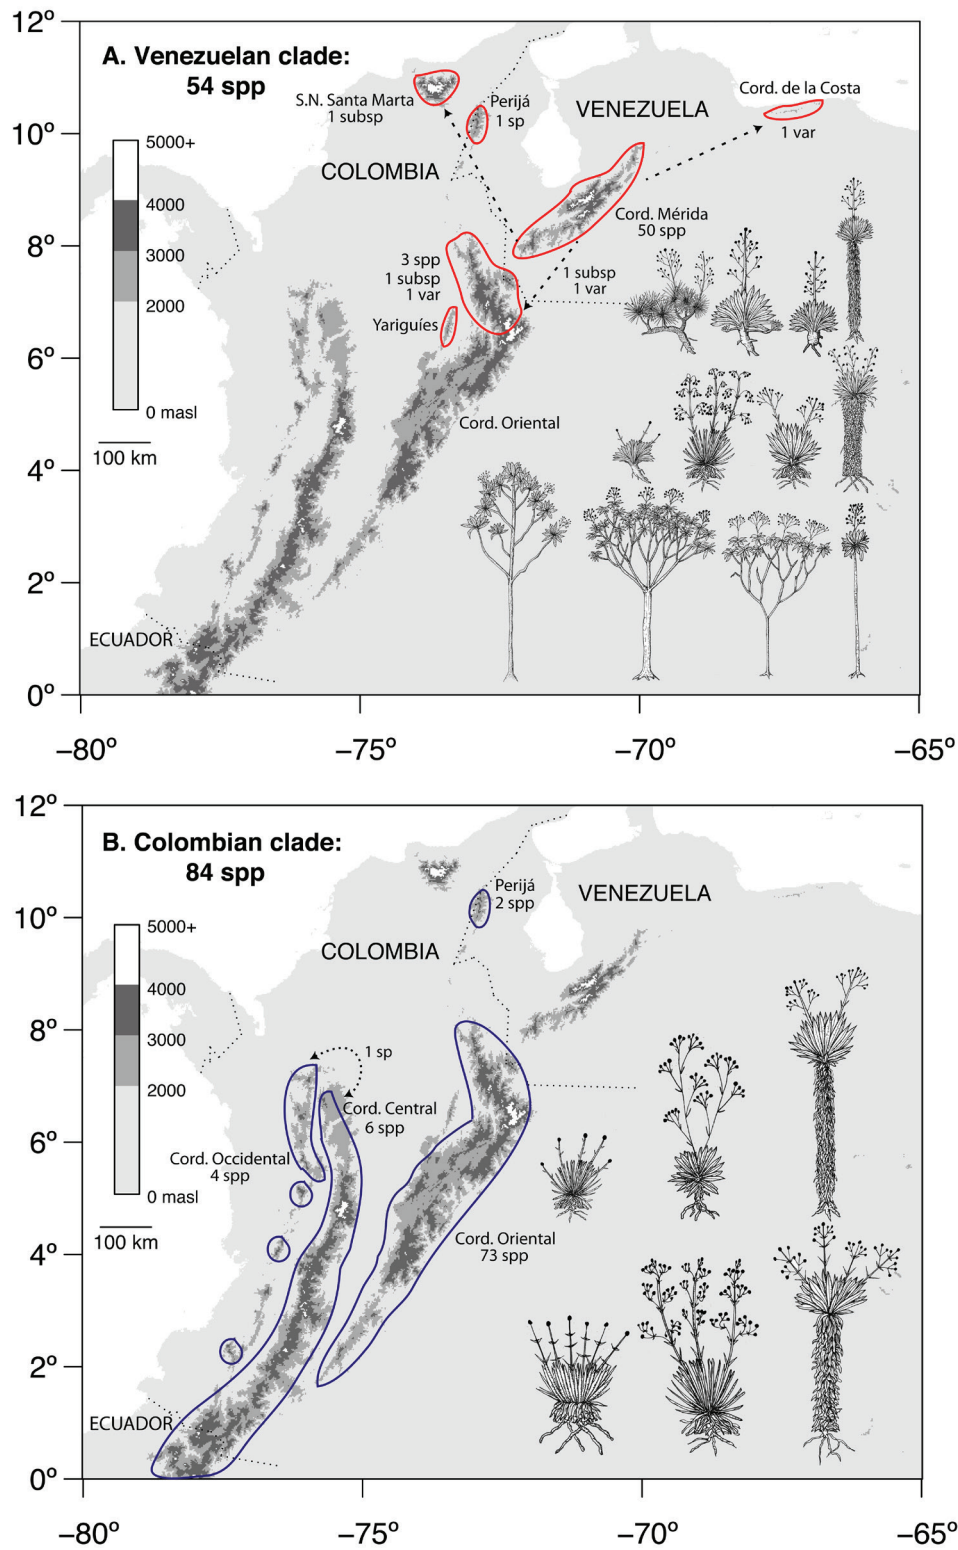 12º
A. Venezuelan clade:
54 spp
S.N. Santa Marta
1 subsp
Perijá
1 sp
VENEZUELA
Cord. de la Costa
1 var
10º
5000+
COLOMBIA
4000
Cord. Mérida
50 spp
8º
3000
3 spp
1 subsp
1 var
1 subsp
1 var
2000
Yariguíes
6º
0 masl
Cord. Oriental
100 km
4º
2º
ECUADOR
0º
−80º
−75º
−70º
−65º
12º
B. Colombian clade:
84 spp
Perijá
2 spp
VENEZUELA
10º
5000+
COLOMBIA
4000
8º
3000
1 sp
2000
Cord. Central
6 spp
6º
Cord. Occidental
4 spp
0 masl
100 km
Cord. Oriental
73 spp
4º
2º
ECUADOR
0º
−80º
−75º
−70º
−65º